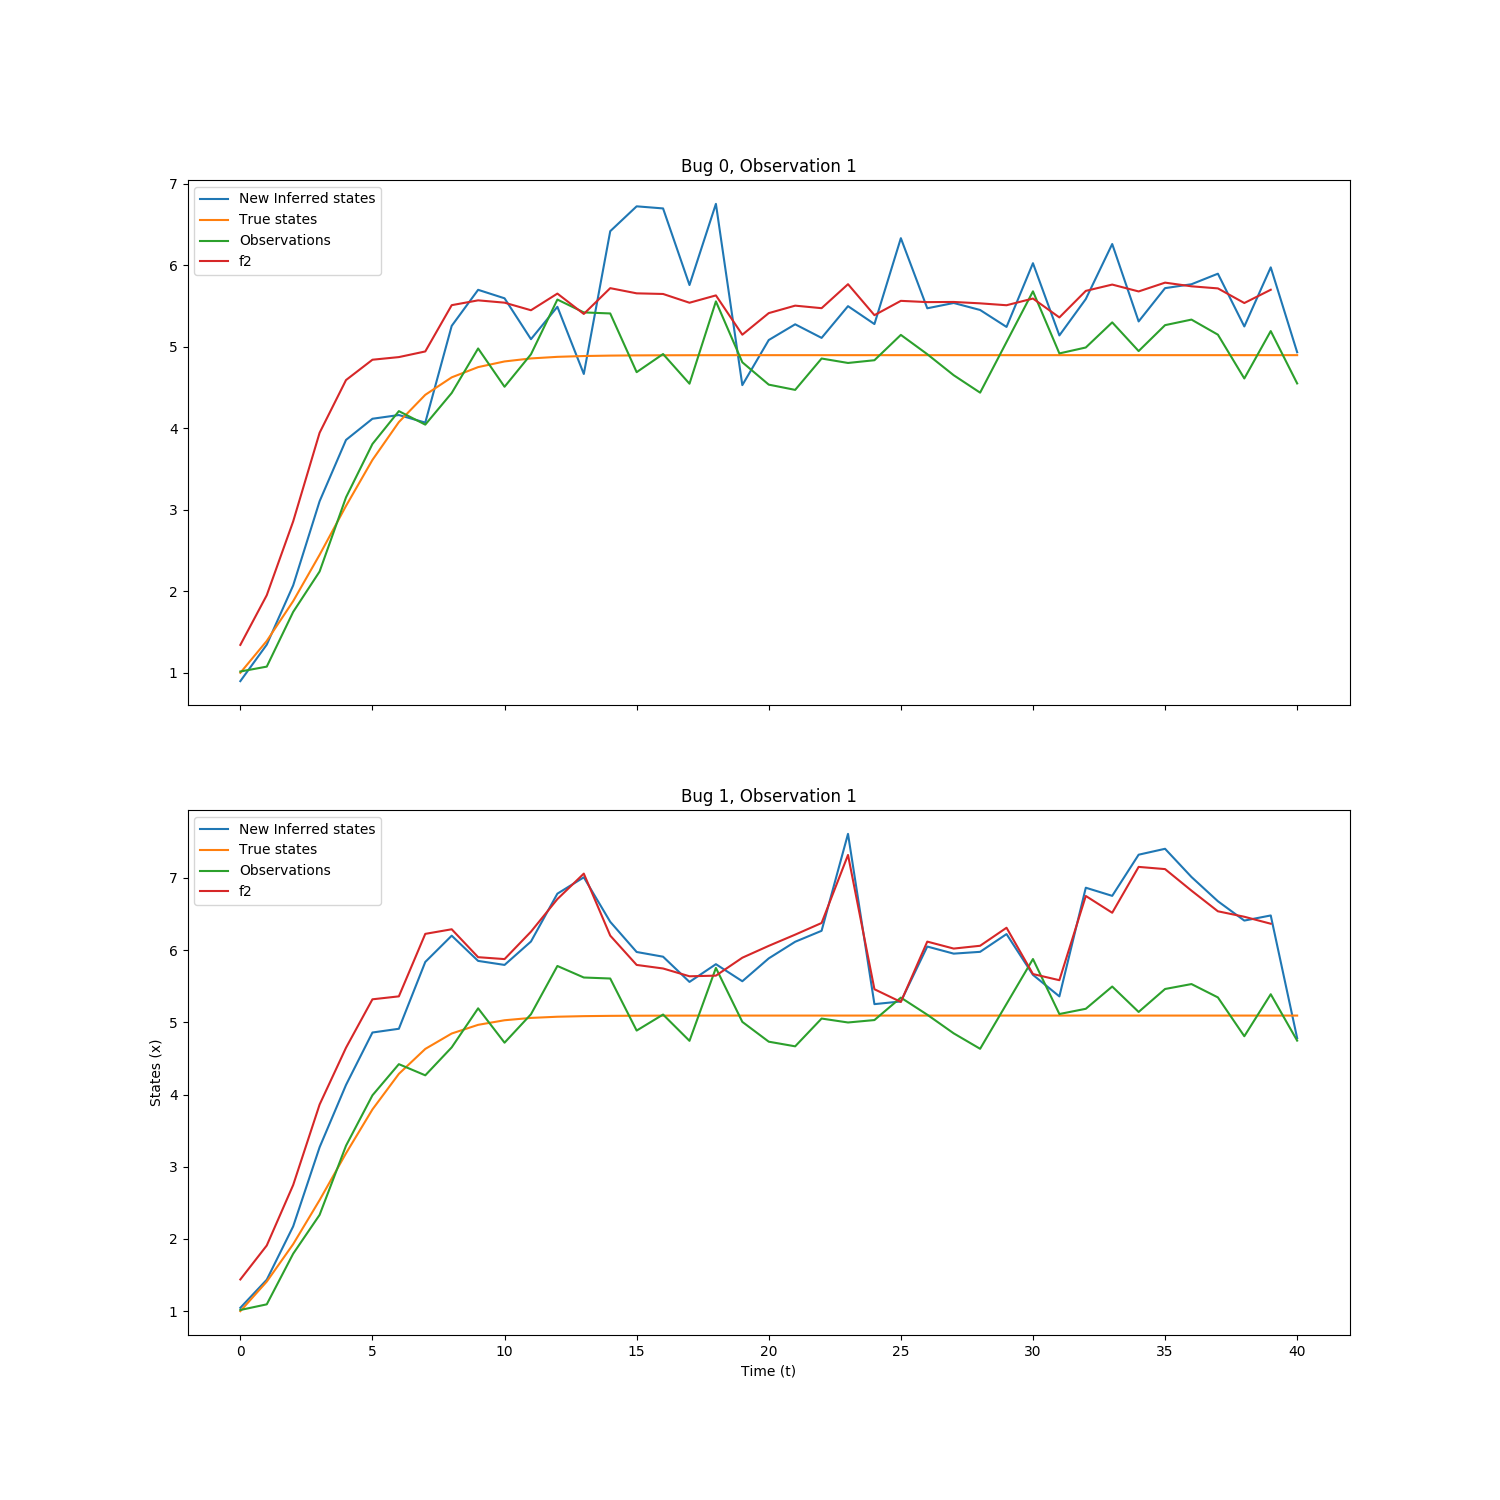 Bug 0, Observation 1
New Inferred states
True states
Observations
f2
7
6
5
4
3
2
1
Bug 1, Observation 1
New Inferred states
True states
Observations
f2
7
6
5
4
3
2
1
States (x)
0 5 10 15 20 25 30 35 40
Time (t)